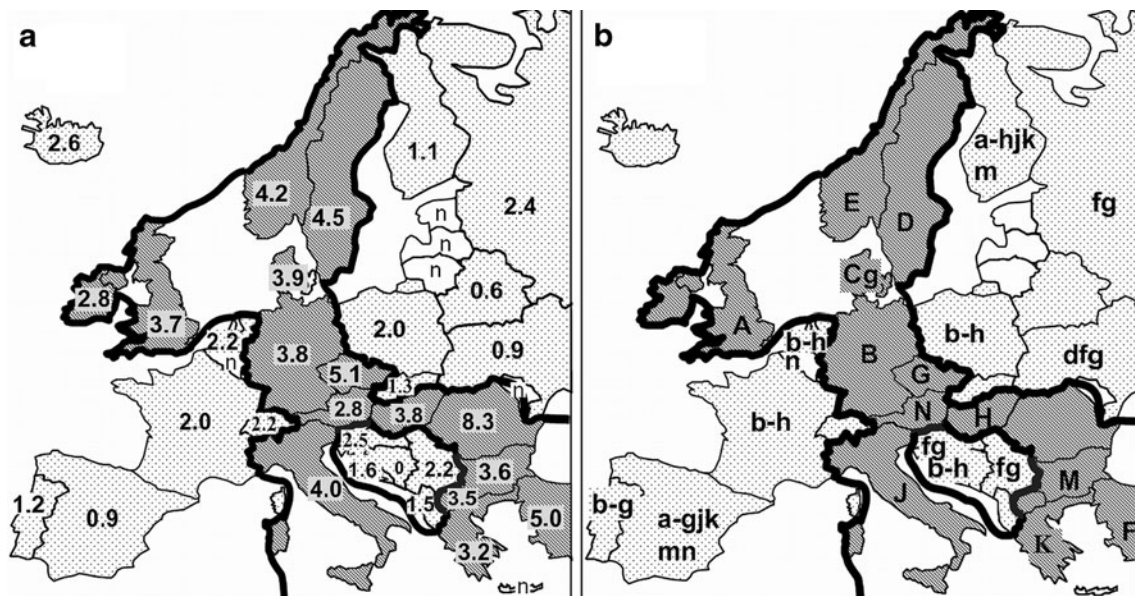 a
2.6
1.1
4.2
4.5
2.4
n
n
n
3.9
2.8
3.7
0.6
2.2
n
3.8
2.0
0.9
5.1
1.3
n
2.0
2.2
2.8
3.8
8.3
2.5
1.6
0
2.2
3.6
4.0
1.5
3.5
1.2
0.9
5.0
3.2
n
b
a-hjk
m
E
D
fg
Cg
A
b-h
n
B
b-h
dfg
G
b-h
N
H
fg
b-h
fg
M
J
b-g
a-gjk
mn
K
F